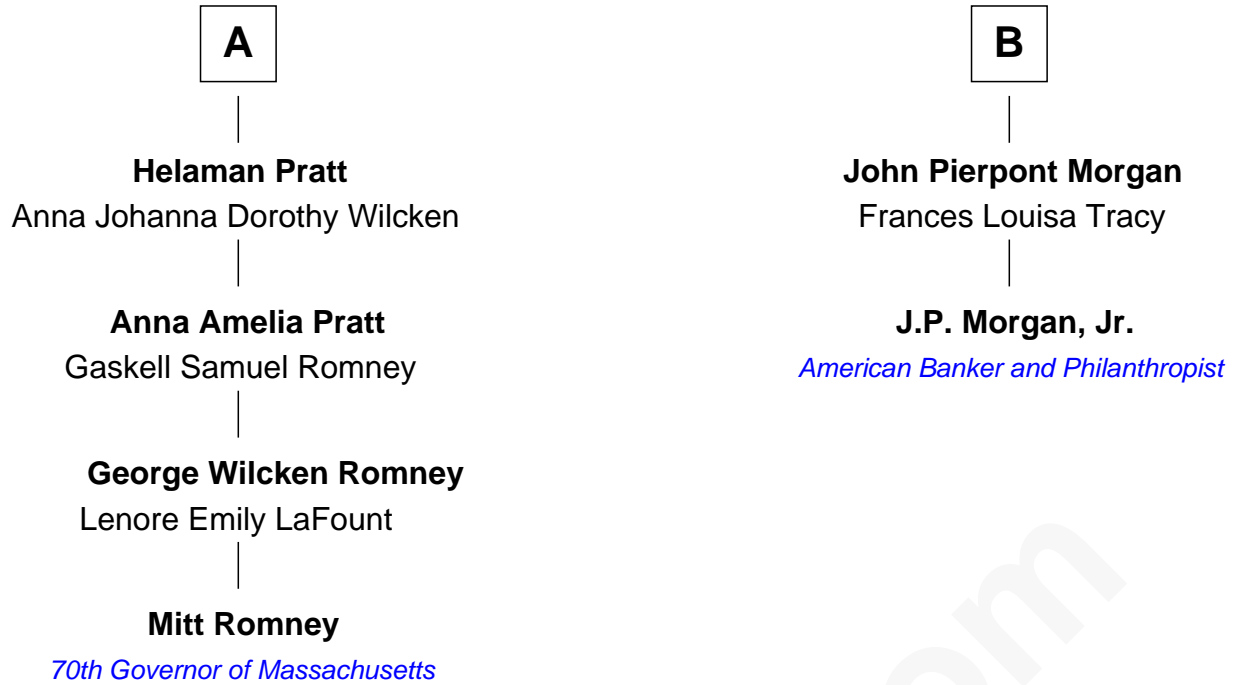 A
Helaman Pratt
Anna Johanna Dorothy Wilcken
Anna Amelia Pratt
Gaskell Samuel Romney
George Wilcken Romney
Lenore Emily LaFount
Mitt Romney
70th Governor of Massachusetts
B
John Pierpont Morgan
Frances Louisa Tracy
J.P. Morgan, Jr.
American Banker and Philanthropist
om